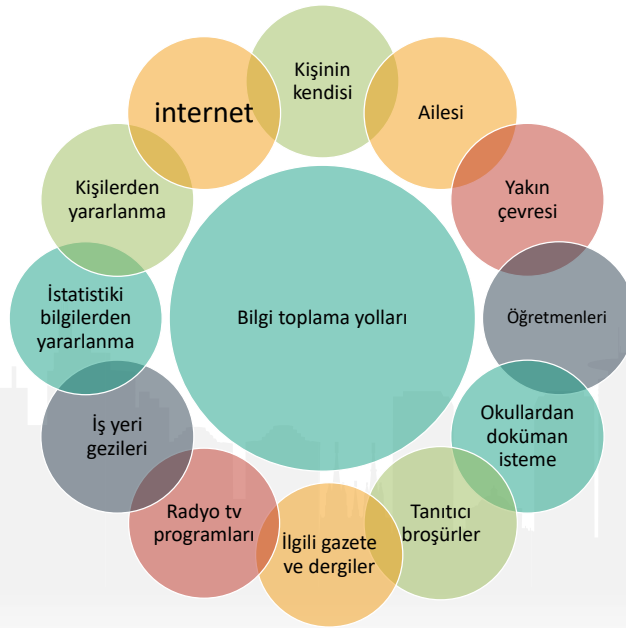 Kişinin
kendisi
Ailesi
Yakın
çevresi
Öğretmenleri
Okullardan
doküman
isteme
Tanıtıcı
broşürler
İlgili gazete
ve dergiler
Radyo tv
programları
İş yeri
gezileri
İstatistiki
bilgilerden
yararlanma
Kişilerden
yararlanma
internet
Bilgi toplama yolları